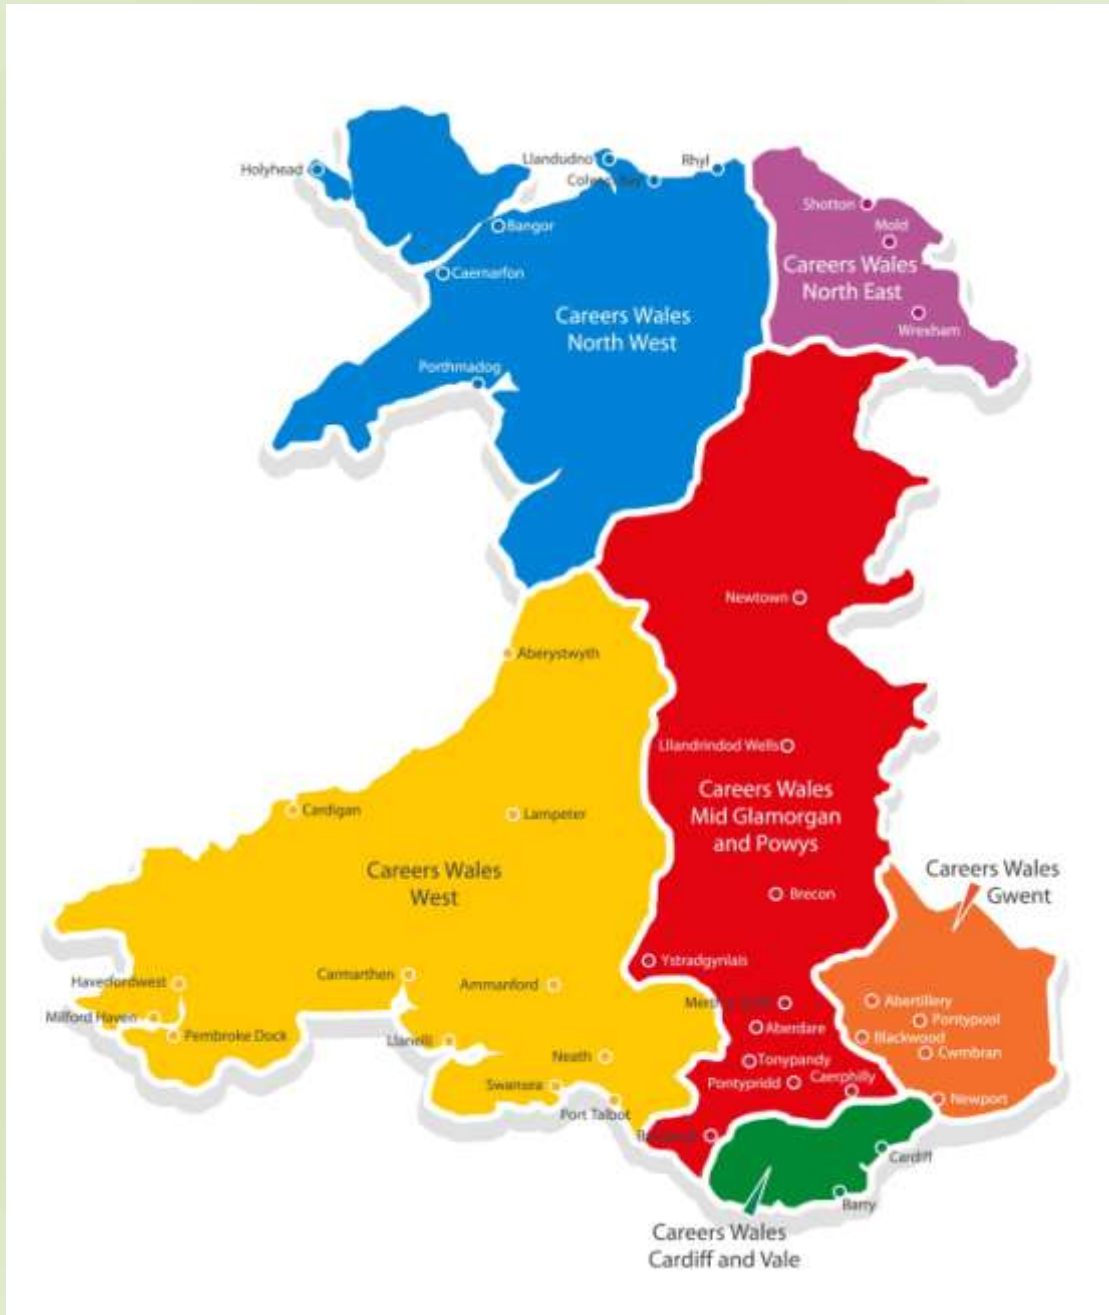 Holyhead
Llandudno
Rhyl
Bangor
Caernarfon
Careers Wales
North West
Porthmadog
Shotton
Mold
Careers Wales
North East
Wrexham
Newtown
Aberystwyth
Lllandrindod Wells
Careers Wales
Mid Glamorgan
and Powys
Cardigan
Lampeter
Careers Wales
West
Brecon
Careers Wales
Gwent
Ystradgynlais
Haverfordwest
Carmarthen
Ammanford
Milford Haven
Pembroke Dock
Llanelli
Neath
Swansea
Port Talbot
Aberdare
Tonypandy
Pontypridd
Caerphilly
Abertillery
Pontypool
Blackwood
Cwmbran
Newport
Cardiff
Barry
Careers Wales
Cardiff and Vale